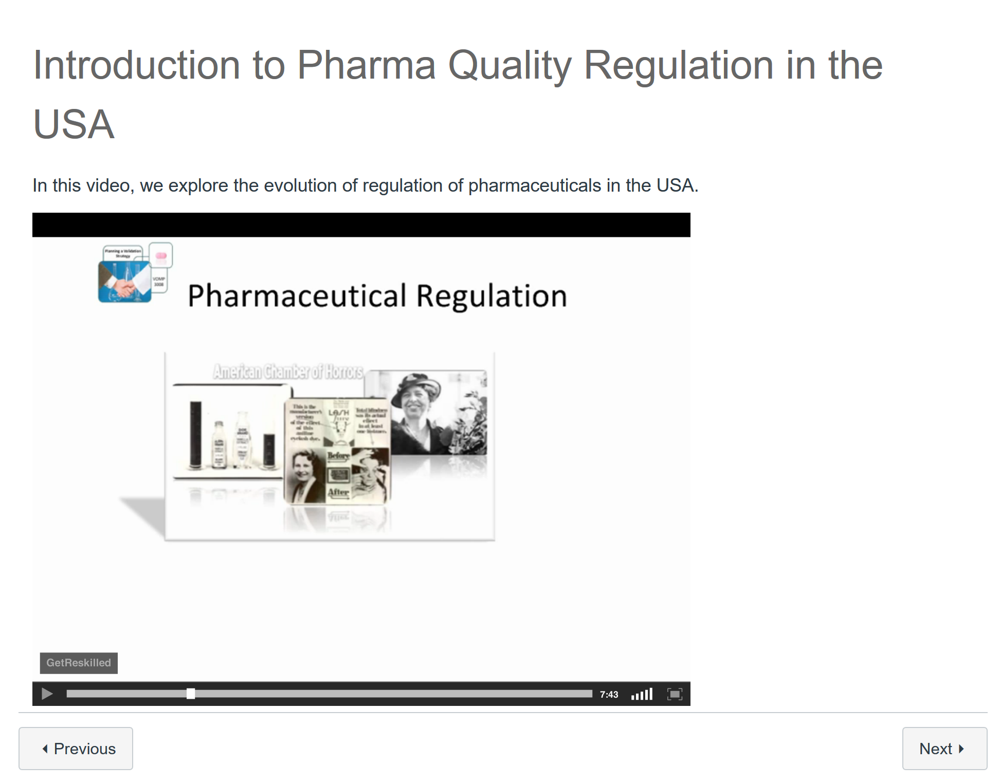 Introduction to Pharma Quality Regulation in the
USA
In this video, we explore the evolution of regulation of pharmaceuticals in the USA.
Planning a Validation
Strategy
VOMP
3008
Pharmaceutical Regulation
American Chamber of Horrors
This is the
manufacturer's
version
of the effect
of this
aniline
eyelash dye.
LASH
Total blindness
was its actual
effect
in at least
one instance.
Before
After
GetReskilled
7:43
Previous
Next